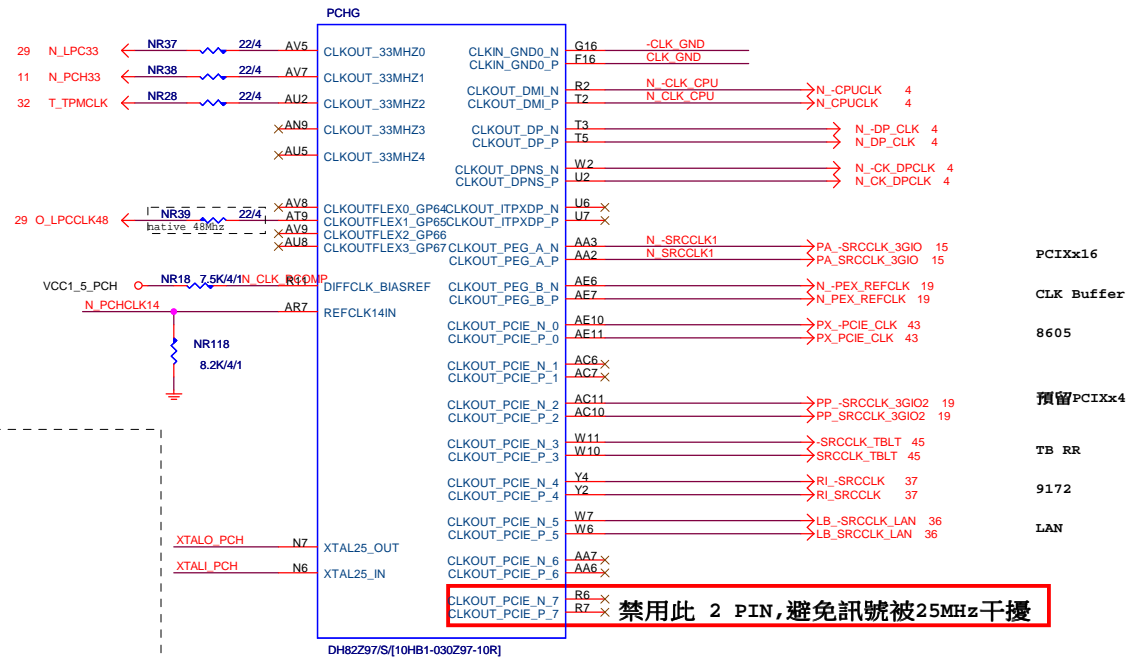 PCHG
29 N_LPC33 NR37 22/4 AV5 CLKOUT_33MHZ0
11 N_PCH33 NR38 22/4 AV7 CLKOUT_33MHZ1
32 T_TPMCLK NR28 22/4 AU2 CLKOUT_33MHZ2
AN9 CLKOUT_33MHZ3
AU5 CLKOUT_33MHZ4
AV8 CLKOUTFLEX0_GP64
29 O_LPCCLK48 NR39 22/4 AT9 CLKOUTFLEX1_GP65
native 48Mhz
AV9 CLKOUTFLEX2_GP66
AU8 CLKOUTFLEX3_GP67
VCC1_5_PCH NR18 7.5K/4/1 N_CLK_RCOMP R11 DIFFCLK_BIASREF
N_PCHCLK14 AR7 REFCLK14IN
NR118
8.2K/4/1
XTALO_PCH N7 XTAL25_OUT
XTALI_PCH N6 XTAL25_IN
CLKIN_GND0_N G16 -CLK_GND
CLKIN_GND0_P F16 CLK_GND
CLKOUT_DMI_N R2 N_-CLK_CPU N_-CPUCLK 4
CLKOUT_DMI_P T2 N_CLK_CPU N_CPUCLK 4
CLKOUT_DP_N T3 N_-DP_CLK 4
CLKOUT_DP_P T5 N_DP_CLK 4
CLKOUT_DPNS_N W2 N_-CK_DPCLK 4
CLKOUT_DPNS_P U2 N_CK_DPCLK 4
CLKOUT_ITPXDP_N U6
CLKOUT_ITPXDP_P U7
CLKOUT_PEG_A_N AA3 N_-SRCCLK1 PA_-SRCCLK_3GIO 15
CLKOUT_PEG_A_P AA2 N_SRCCLK1 PA_SRCCLK_3GIO 15
PCIXx16
CLKOUT_PEG_B_N AE6 N_-PEX_REFCLK 19
CLKOUT_PEG_B_P AE7 N_PEX_REFCLK 19
CLK Buffer
CLKOUT_PCIE_N_0 AE10 PX_-PCIE_CLK 43
CLKOUT_PCIE_P_0 AE11 PX_PCIE_CLK 43
8605
CLKOUT_PCIE_N_1 AC6
CLKOUT_PCIE_P_1 AC7
CLKOUT_PCIE_N_2 AC11 PP_-SRCCLK_3GIO2 19
CLKOUT_PCIE_P_2 AC10 PP_SRCCLK_3GIO2 19
預留PCIXx4
CLKOUT_PCIE_N_3 W11 -SRCCLK_TBLT 45
CLKOUT_PCIE_P_3 W10 SRCCLK_TBLT 45
TB RR
CLKOUT_PCIE_N_4 Y4 RI_-SRCCLK 37
CLKOUT_PCIE_P_4 Y2 RI_SRCCLK 37
9172
CLKOUT_PCIE_N_5 W7 LB_-SRCCLK_LAN 36
CLKOUT_PCIE_P_5 W6 LB_SRCCLK_LAN 36
LAN
CLKOUT_PCIE_N_6 AA7
CLKOUT_PCIE_P_6 AA6
CLKOUT_PCIE_N_7 R6
CLKOUT_PCIE_P_7 R7
禁用此 2 PIN,避免訊號被25MHz干擾
DH82Z97/S/[10HB1-030Z97-10R]